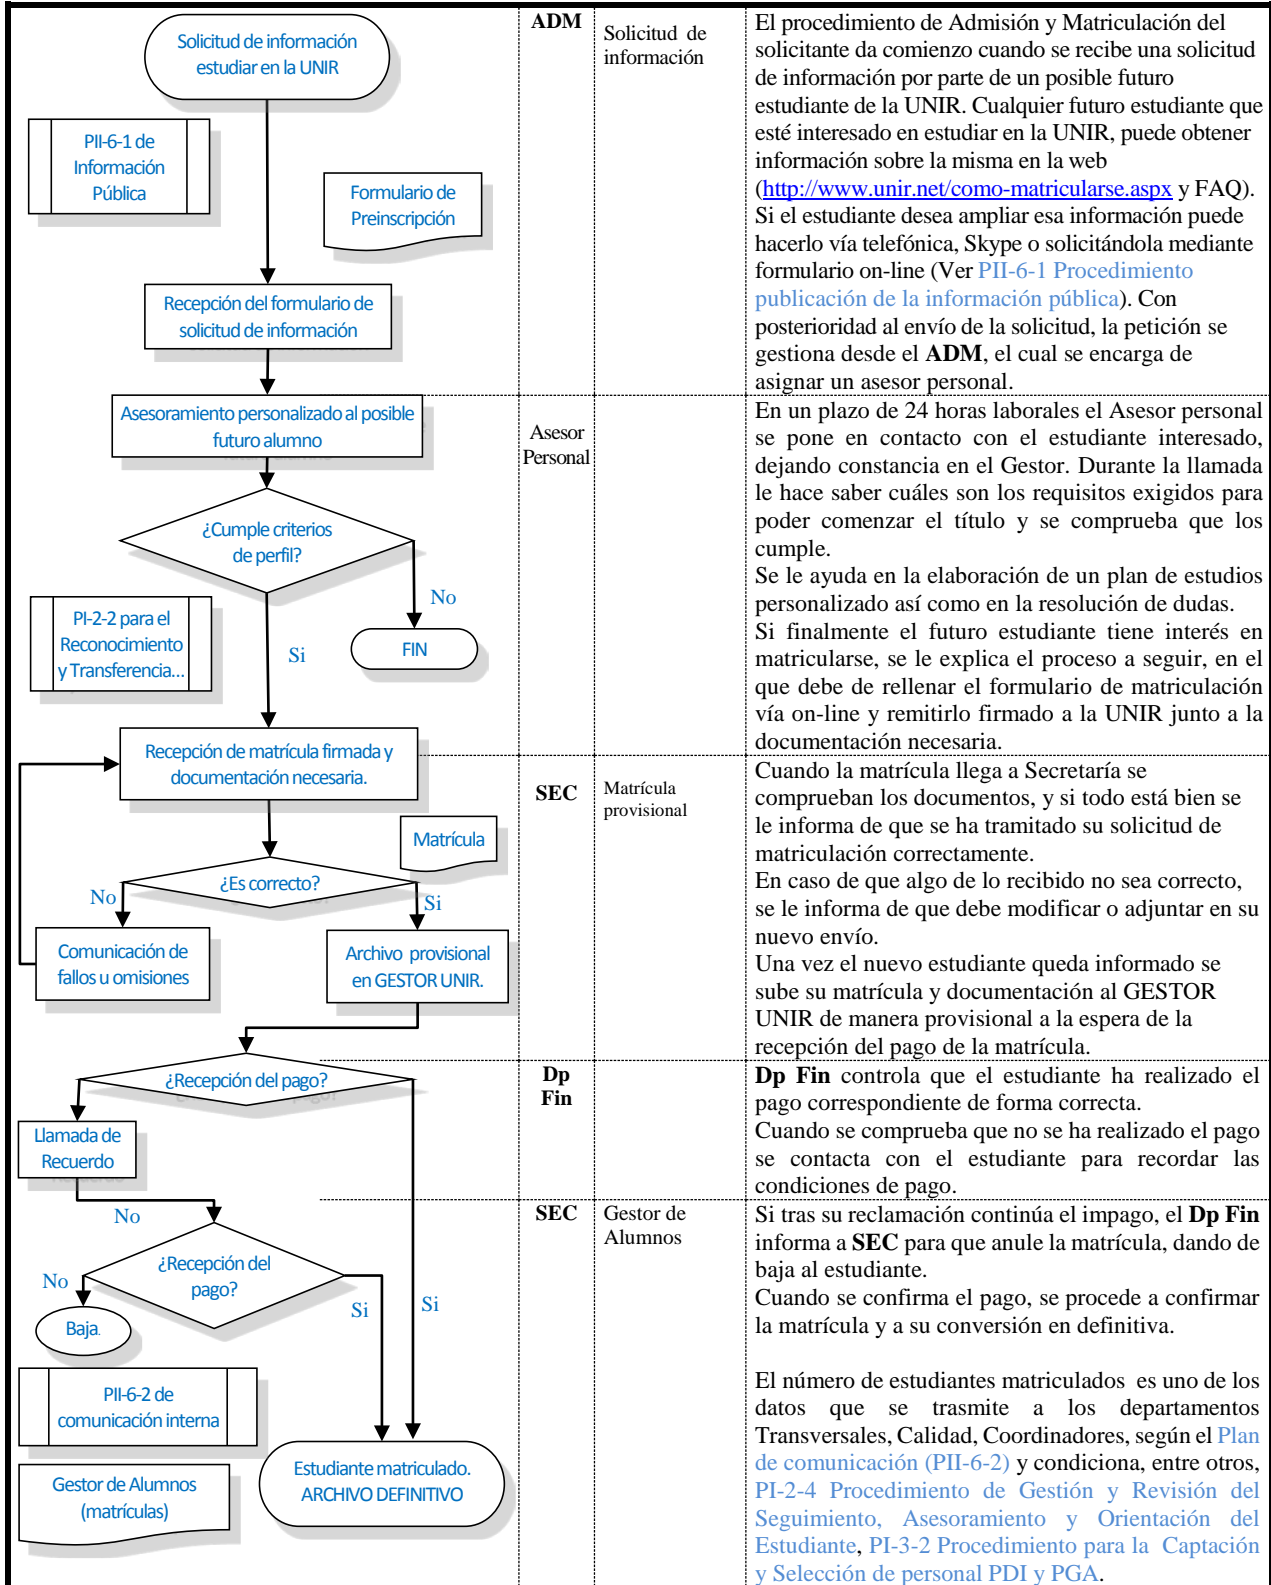 Solicitud de información
estudiar en la UNIR
PII-6-1 de
Información
Pública
Formulario de
Preinscripción
Recepción del formulario de
solicitud de información
Asesoramiento personalizado al posible
futuro alumno
¿Cumple criterios
de perfil?
No
FIN
Si
PI-2-2 para el
Reconocimiento
y Transferencia...
Recepción de matrícula firmada y
documentación necesaria.
Matrícula
¿Es correcto?
No
Si
Comunicación de
fallos u omisiones
Archivo provisional
en GESTOR UNIR.
¿Recepción del pago?
Llamada de
Recuerdo
No
¿Recepción del
pago?
No
Si
Si
Baja.
PII-6-2 de
comunicación interna
Gestor de Alumnos
(matrículas)
Estudiante matriculado.
ARCHIVO DEFINITIVO
ADM
Solicitud de
información
El procedimiento de Admisión y Matriculación del
solicitante da comienzo cuando se recibe una solicitud
de información por parte de un posible futuro
estudiante de la UNIR. Cualquier futuro estudiante que
esté interesado en estudiar en la UNIR, puede obtener
información sobre la misma en la web
(http://www.unir.net/como-matricularse.aspx y FAQ).
Si el estudiante desea ampliar esa información puede
hacerlo vía telefónica, Skype o solicitándola mediante
formulario on-line (Ver PII-6-1 Procedimiento
publicación de la información pública). Con
posterioridad al envío de la solicitud, la petición se
gestiona desde el ADM, el cual se encarga de
asignar un asesor personal.
Asesor
Personal
En un plazo de 24 horas laborales el Asesor personal
se pone en contacto con el estudiante interesado,
dejando constancia en el Gestor. Durante la llamada
le hace saber cuáles son los requisitos exigidos para
poder comenzar el título y se comprueba que los
cumple.
Se le ayuda en la elaboración de un plan de estudios
personalizado así como en la resolución de dudas.
Si finalmente el futuro estudiante tiene interés en
matricularse, se le explica el proceso a seguir, en el
que debe de rellenar el formulario de matriculación
vía on-line y remitirlo firmado a la UNIR junto a la
documentación necesaria.
SEC
Matrícula
provisional
Cuando la matrícula llega a Secretaría se
comprueban los documentos, y si todo está bien se
le informa de que se ha tramitado su solicitud de
matriculación correctamente.
En caso de que algo de lo recibido no sea correcto,
se le informa de que debe modificar o adjuntar en su
nuevo envío.
Una vez el nuevo estudiante queda informado se
sube su matrícula y documentación al GESTOR
UNIR de manera provisional a la espera de la
recepción del pago de la matrícula.
Dp
Fin
Dp Fin controla que el estudiante ha realizado el
pago correspondiente de forma correcta.
Cuando se comprueba que no se ha realizado el pago
se contacta con el estudiante para recordar las
condiciones de pago.
SEC
Gestor de
Alumnos
Si tras su reclamación continúa el impago, el Dp Fin
informa a SEC para que anule la matrícula, dando de
baja al estudiante.
Cuando se confirma el pago, se procede a confirmar
la matrícula y a su conversión en definitiva.
El número de estudiantes matriculados es uno de los
datos que se trasmite a los departamentos
Transversales, Calidad, Coordinadores, según el Plan
de comunicación (PII-6-2) y condiciona, entre otros,
PI-2-4 Procedimiento de Gestión y Revisión del
Seguimiento, Asesoramiento y Orientación del
Estudiante, PI-3-2 Procedimiento para la Captación
y Selección de personal PDI y PGA.